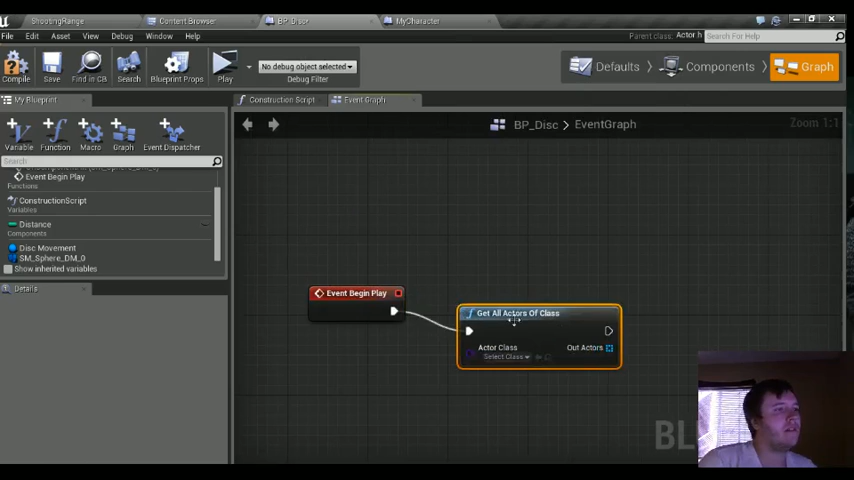 ShootingRange
Content Browser
BP_Disc
MyCharacter
File Edit Asset View Debug Window Help
Parent class: Actor h
Search For Help
Compile Save Find in CB Search Blueprint Props Play
No debug object selected
Debug Filter
Defaults Components Graph
My Blueprint
Construction Script Event Graph
Variable Function Macro Graph Event Dispatcher
BP_Disc > EventGraph
Zoom 1:1
Search
Event Begin Play
Functions
ConstructionScript
Variables
Distance
Components
Disc Movement
SM_Sphere_DM_0
Show inherited variables
Details
Event Begin Play
Get All Actors Of Class
Actor Class
Select Class
Out Actors
BL